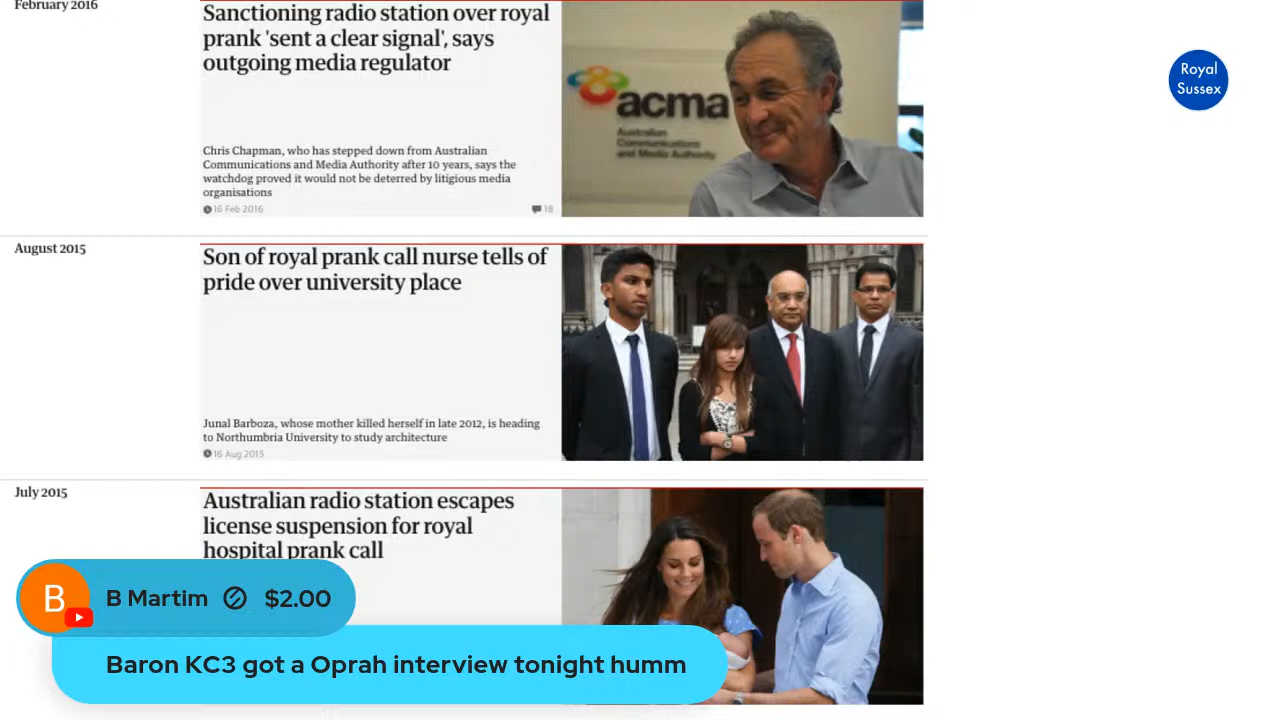 February 2016
Sanctioning radio station over royal
prank 'sent a clear signal', says
outgoing media regulator
Chris Chapman, who has stepped down from Australian
Communications and Media Authority after 10 years, says the
watchdog proved it would not be deterred by litigious media
organisations
16 Feb 2016
18
acma
Australian
Communications
and Media Authority
Royal
Sussex
August 2015
Son of royal prank call nurse tells of
pride over university place
Junal Barboza, whose mother killed herself in late 2012, is heading
to Northumbria University to study architecture
16 Aug 2015
July 2015
Australian radio station escapes
license suspension for royal
hospital prank call
B
B Martim $2.00
Baron KC3 got a Oprah interview tonight humm